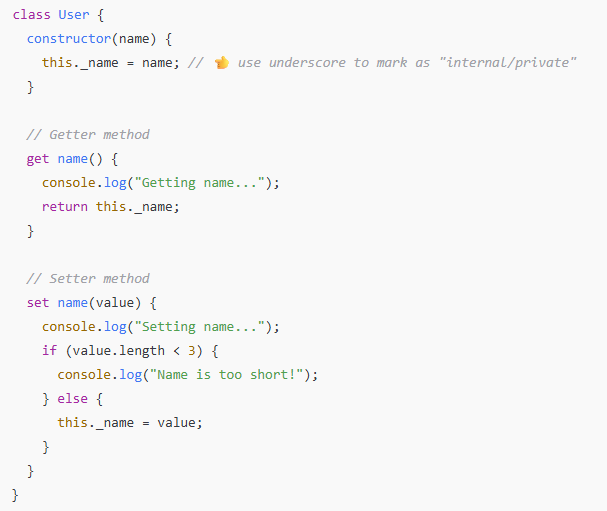 class User {
  constructor(name) {
    this._name = name; // 👈 use underscore to mark as "internal/private"
  }

  // Getter method
  get name() {
    console.log("Getting name...");
    return this._name;
  }

  // Setter method
  set name(value) {
    console.log("Setting name...");
    if (value.length < 3) {
      console.log("Name is too short!");
    } else {
      this._name = value;
    }
  }
}